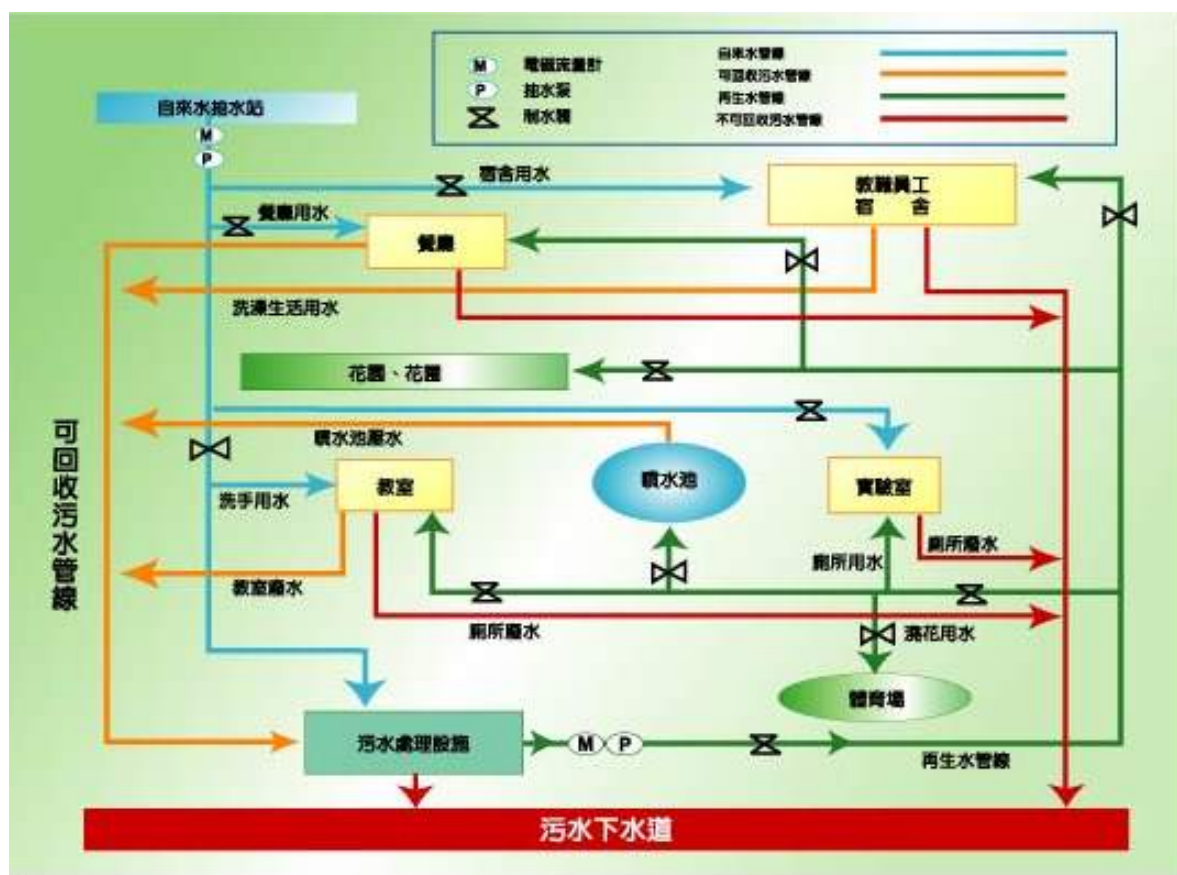 M 電磁流量計
P 抽水泵
制水閥
自來水管線
可回收污水管線
再生水管線
不可回收污水管線
自來水抽水站
M
P
宿舍用水
教職員工
宿舍
餐廳用水
餐廳
洗澡生活用水
花園、花圃
噴水池廢水
可回收污水管線
洗手用水
教室
噴水池
實驗室
教室廢水
廁所用水
廁所廢水
廁所廢水
澆花用水
體育場
污水處理設施
M P
再生水管線
污水下水道